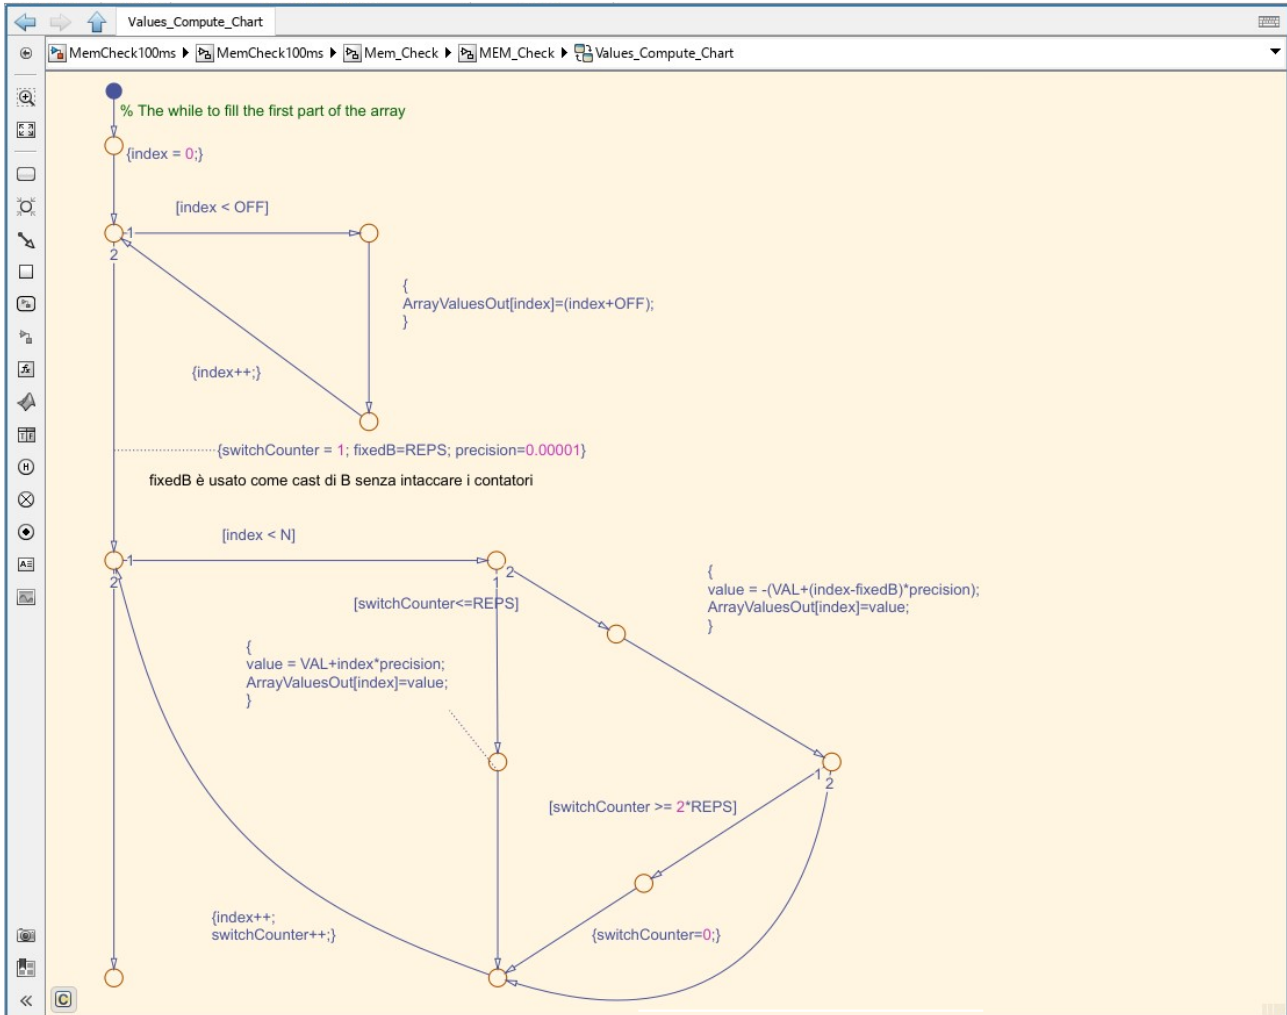 Values_Compute_Chart
MemCheck100ms MemCheck100ms Mem_Check MEM_Check Values_Compute_Chart
% The while to fill the first part of the array
{index = 0;}
[index < OFF]
1
2
{
ArrayValuesOut[index]=(index+OFF);
}
{index++;}
{switchCounter = 1; fixedB=REPS; precision=0.00001}
fixedB è usato come cast di B senza intaccare i contatori
[index < N]
1
2
2
1
{
value = -(VAL+(index-fixedB)*precision);
ArrayValuesOut[index]=value;
}
[switchCounter<=REPS]
{
value = VAL+index*precision;
ArrayValuesOut[index]=value;
}
1
2
[switchCounter >= 2*REPS]
{index++;
switchCounter++;}
{switchCounter=0;}
C